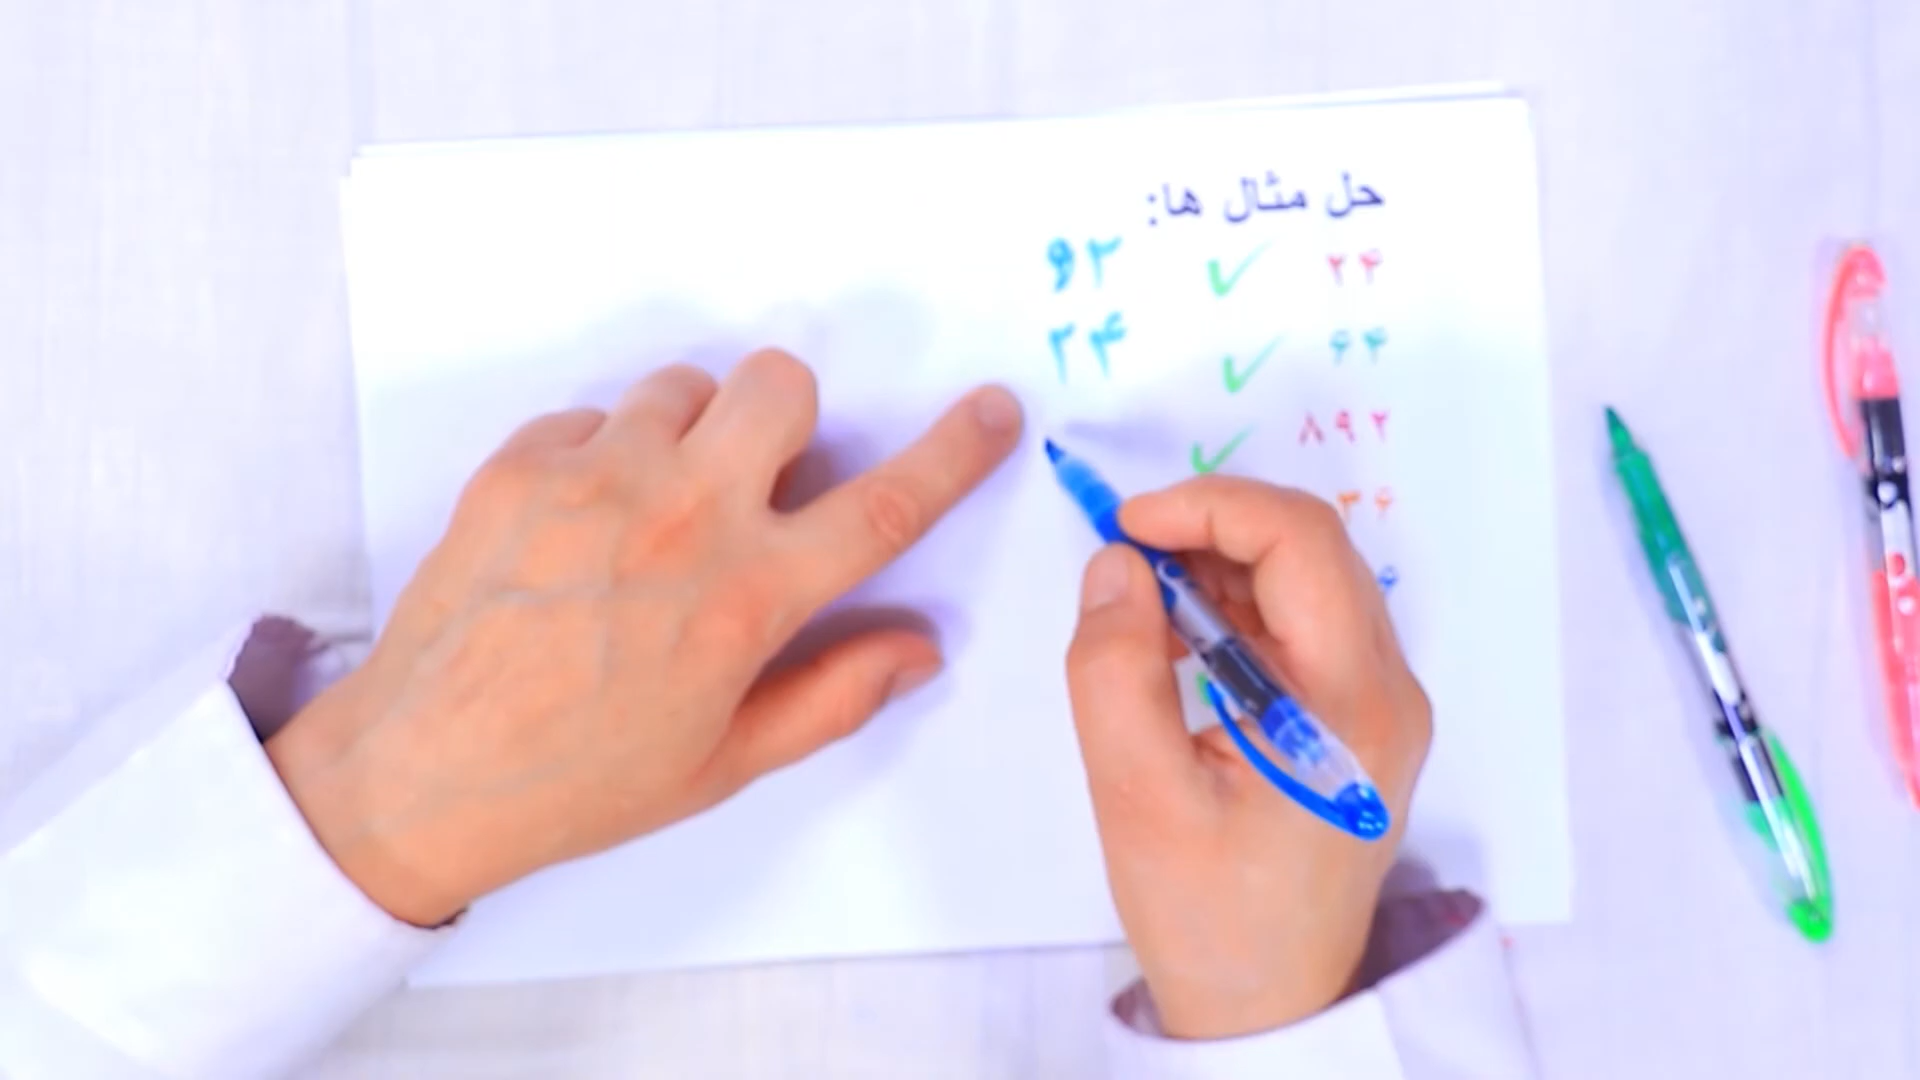 حل مثال ها:
۲۴ ✓ ۹۲
۶۴ ✓ ۲۴
۸۹۲ ✓
۳۶